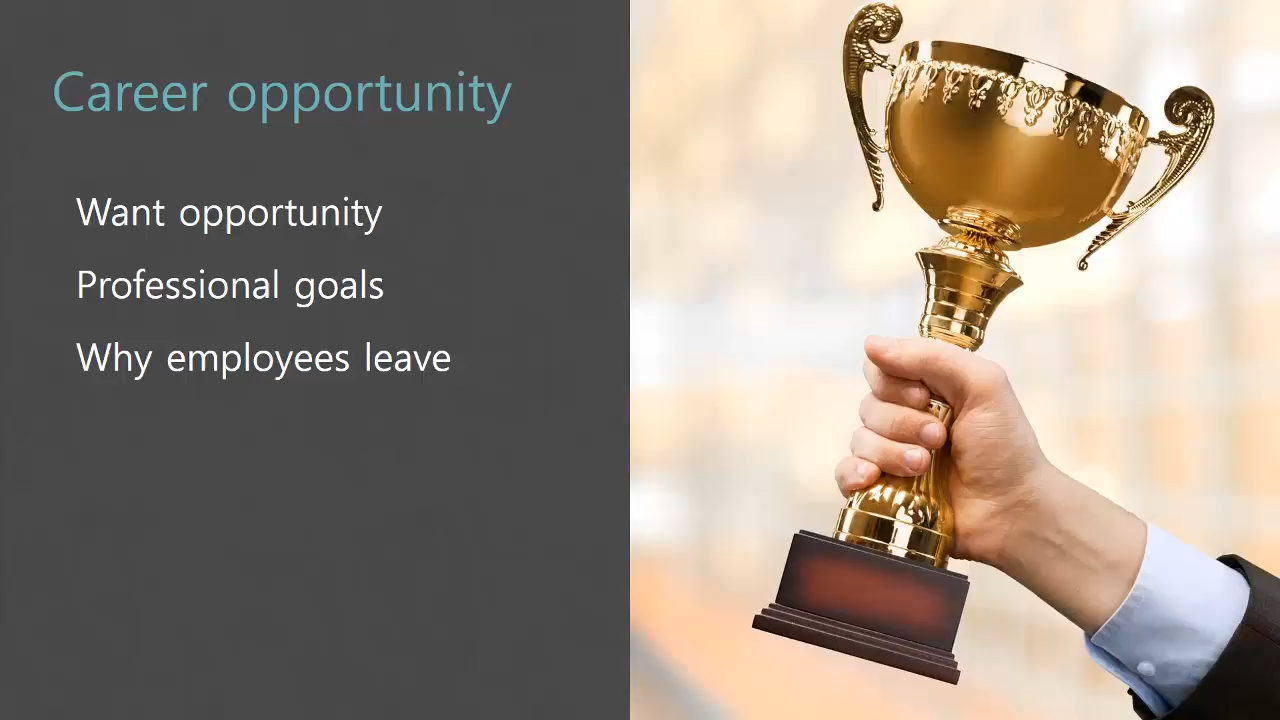 Career opportunity
Want opportunity
Professional goals
Why employees leave